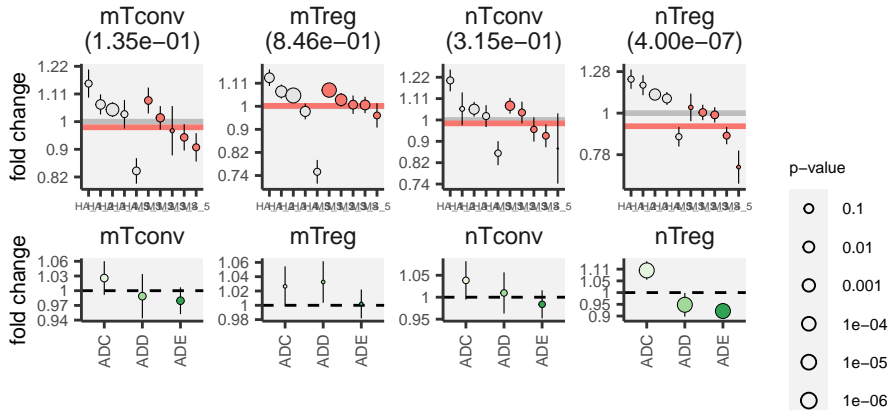 mTconv
(1.35e−01)
mTreg
(8.46e−01)
nTconv
(3.15e−01)
nTreg
(4.00e−07)
fold change
1.22
1.11
1
0.9
0.82
1.11
1
0.9
0.82
0.74
1.22
1.11
1
0.9
0.82
0.74
1.28
1
0.78
mTconv
mTreg
nTconv
nTreg
fold change
1.06
1.03
1
0.97
0.94
1.06
1.04
1.02
1
0.98
1.05
1
0.95
1.11
1.05
1
0.95
0.9
ADC
ADD
ADE
ADC
ADD
ADE
ADC
ADD
ADE
ADC
ADD
ADE
p−value
0.1
0.01
0.001
1e−04
1e−05
1e−06